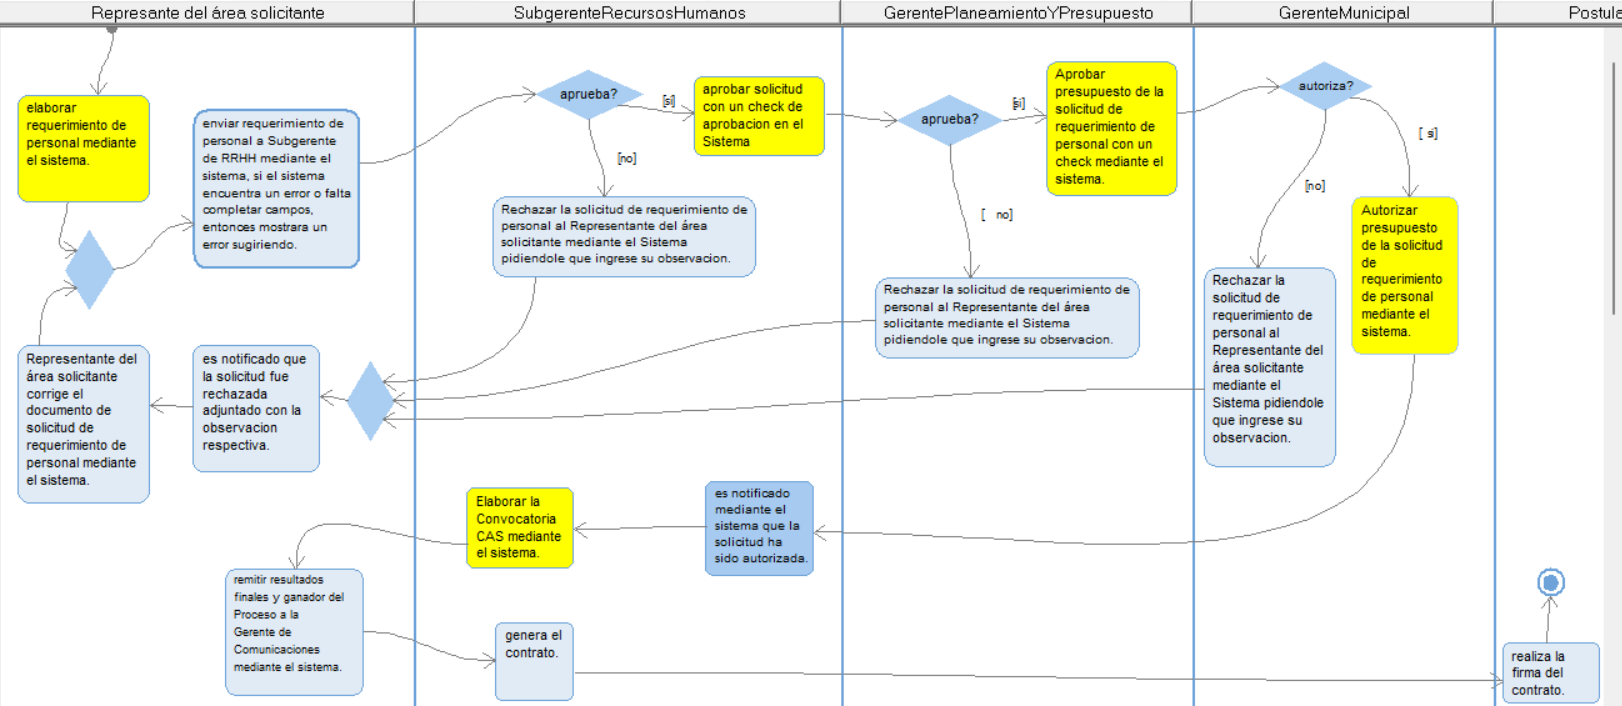 Represante del área solicitante
SubgerenteRecursosHumanos
GerentePlaneamientoYPresupuesto
GerenteMunicipal
Postula
elaborar
requerimiento de
personal mediante
el sistema.
enviar requerimiento de
personal a Subgerente
de RRHH mediante el
sistema, si el sistema
encuentra un error o falta
completar campos,
entonces mostrara un
error sugiriendo.
aprueba?
[si]
[no]
aprobar solicitud
con un check de
aprobacion en el
Sistema
Rechazar la solicitud de requerimiento de
personal al Representante del área
solicitante mediante el Sistema
pidiendole que ingrese su observacion.
aprueba?
[si]
[ no]
Aprobar
presupuesto de la
solicitud de
requerimiento de
personal con un
check mediante el
sistema.
Rechazar la solicitud de requerimiento de
personal al Representante del área
solicitante mediante el Sistema
pidiendole que ingrese su observacion.
autoriza?
[ si]
[no]
Autorizar
presupuesto
de la solicitud
de
requerimiento
de personal
mediante el
sistema.
Rechazar la
solicitud de
requerimiento de
personal al
Representante del
área solicitante
mediante el
Sistema pidiendole
que ingrese su
observacion.
Representante del
área solicitante
corrige el
documento de
solicitud de
requerimiento de
personal mediante
el sistema.
es notificado que
la solicitud fue
rechazada
adjuntado con la
observacion
respectiva.
Elaborar la
Convocatoria
CAS mediante
el sistema.
es notificado
mediante el
sistema que la
solicitud ha
sido autorizada.
remitir resultados
finales y ganador del
Proceso a la
Gerente de
Comunicaciones
mediante el sistema.
genera el
contrato.
realiza la
firma del
contrato.